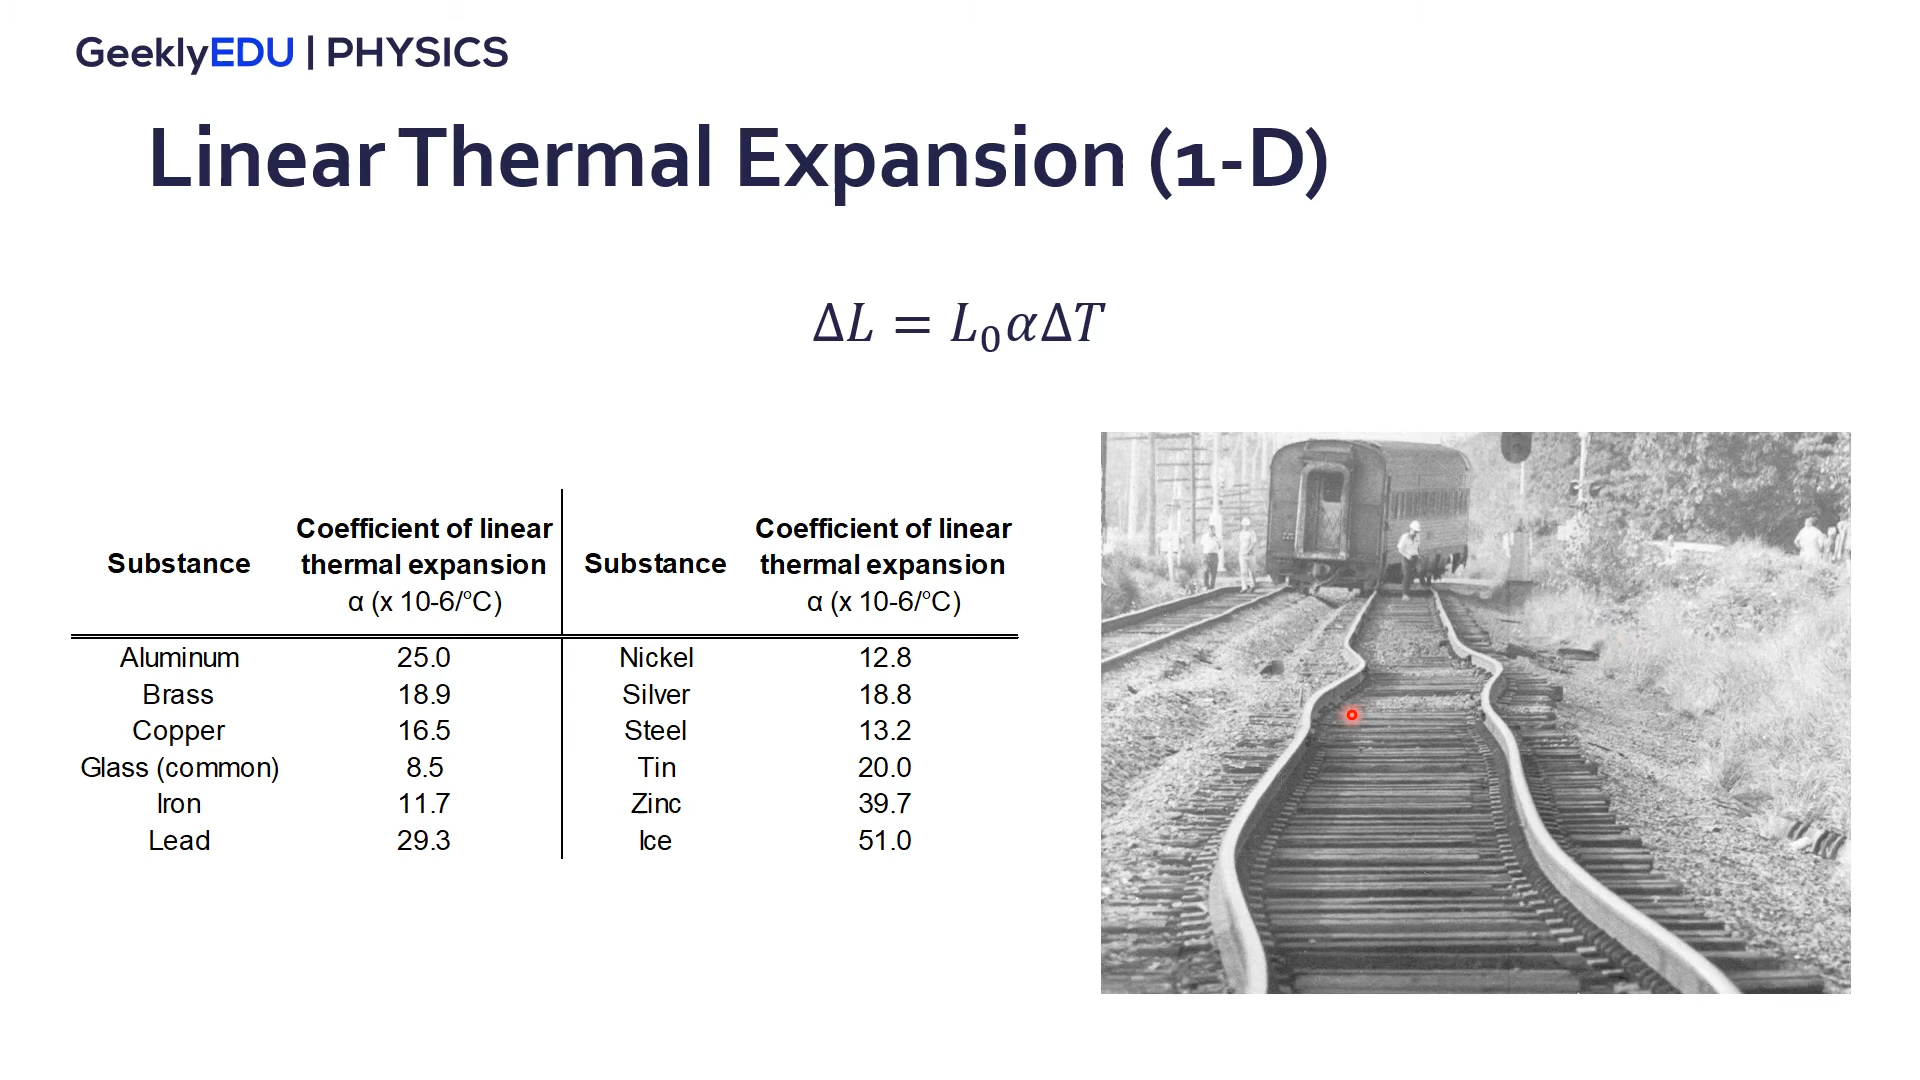 GeeklyEDU | PHYSICS
Linear Thermal Expansion (1-D)
ΔL = L₀αΔT
Substance Coefficient of linear thermal expansion α (x 10-6/°C) Substance Coefficient of linear thermal expansion α (x 10-6/°C)
Aluminum 25.0 Nickel 12.8
Brass 18.9 Silver 18.8
Copper 16.5 Steel 13.2
Glass (common) 8.5 Tin 20.0
Iron 11.7 Zinc 39.7
Lead 29.3 Ice 51.0